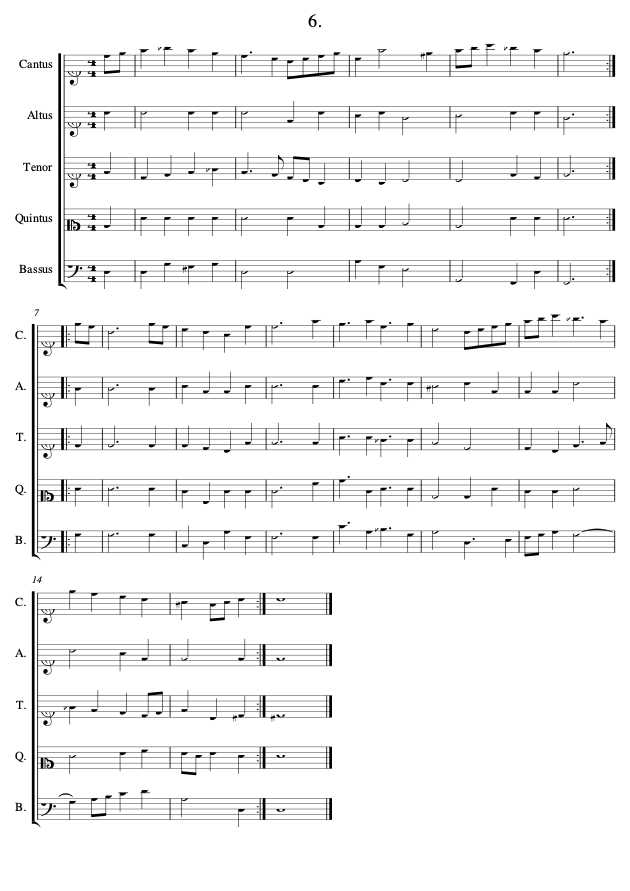 6.
Cantus
Altus
Tenor
Quintus
Bassus
7
C.
A.
T.
Q.
B.
14
C.
A.
T.
Q.
B.